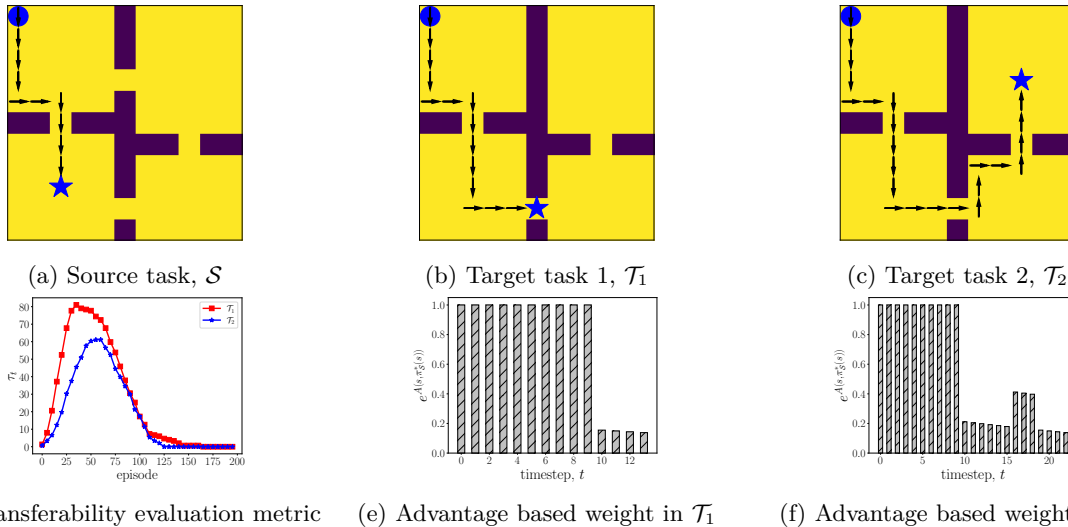 (a) Source task, 𝒮
(b) Target task 1, 𝒯₁
(c) Target task 2, 𝒯₂
80
70
60
50
40
30
20
10
0
τₜ
𝒯₁
𝒯₂
0 25 50 75 100 125 150 175 200
episode
1.0
0.8
0.6
0.4
0.2
0.0
e^{A(s,π*_𝒮(s))}
0 2 4 6 8 10 12
timestep, t
1.0
0.8
0.6
0.4
0.2
0.0
e^{A(s,π*_𝒮(s))}
0 5 10 15 20
timestep, t
ansferability evaluation metric
(e) Advantage based weight in 𝒯₁
(f) Advantage based weight